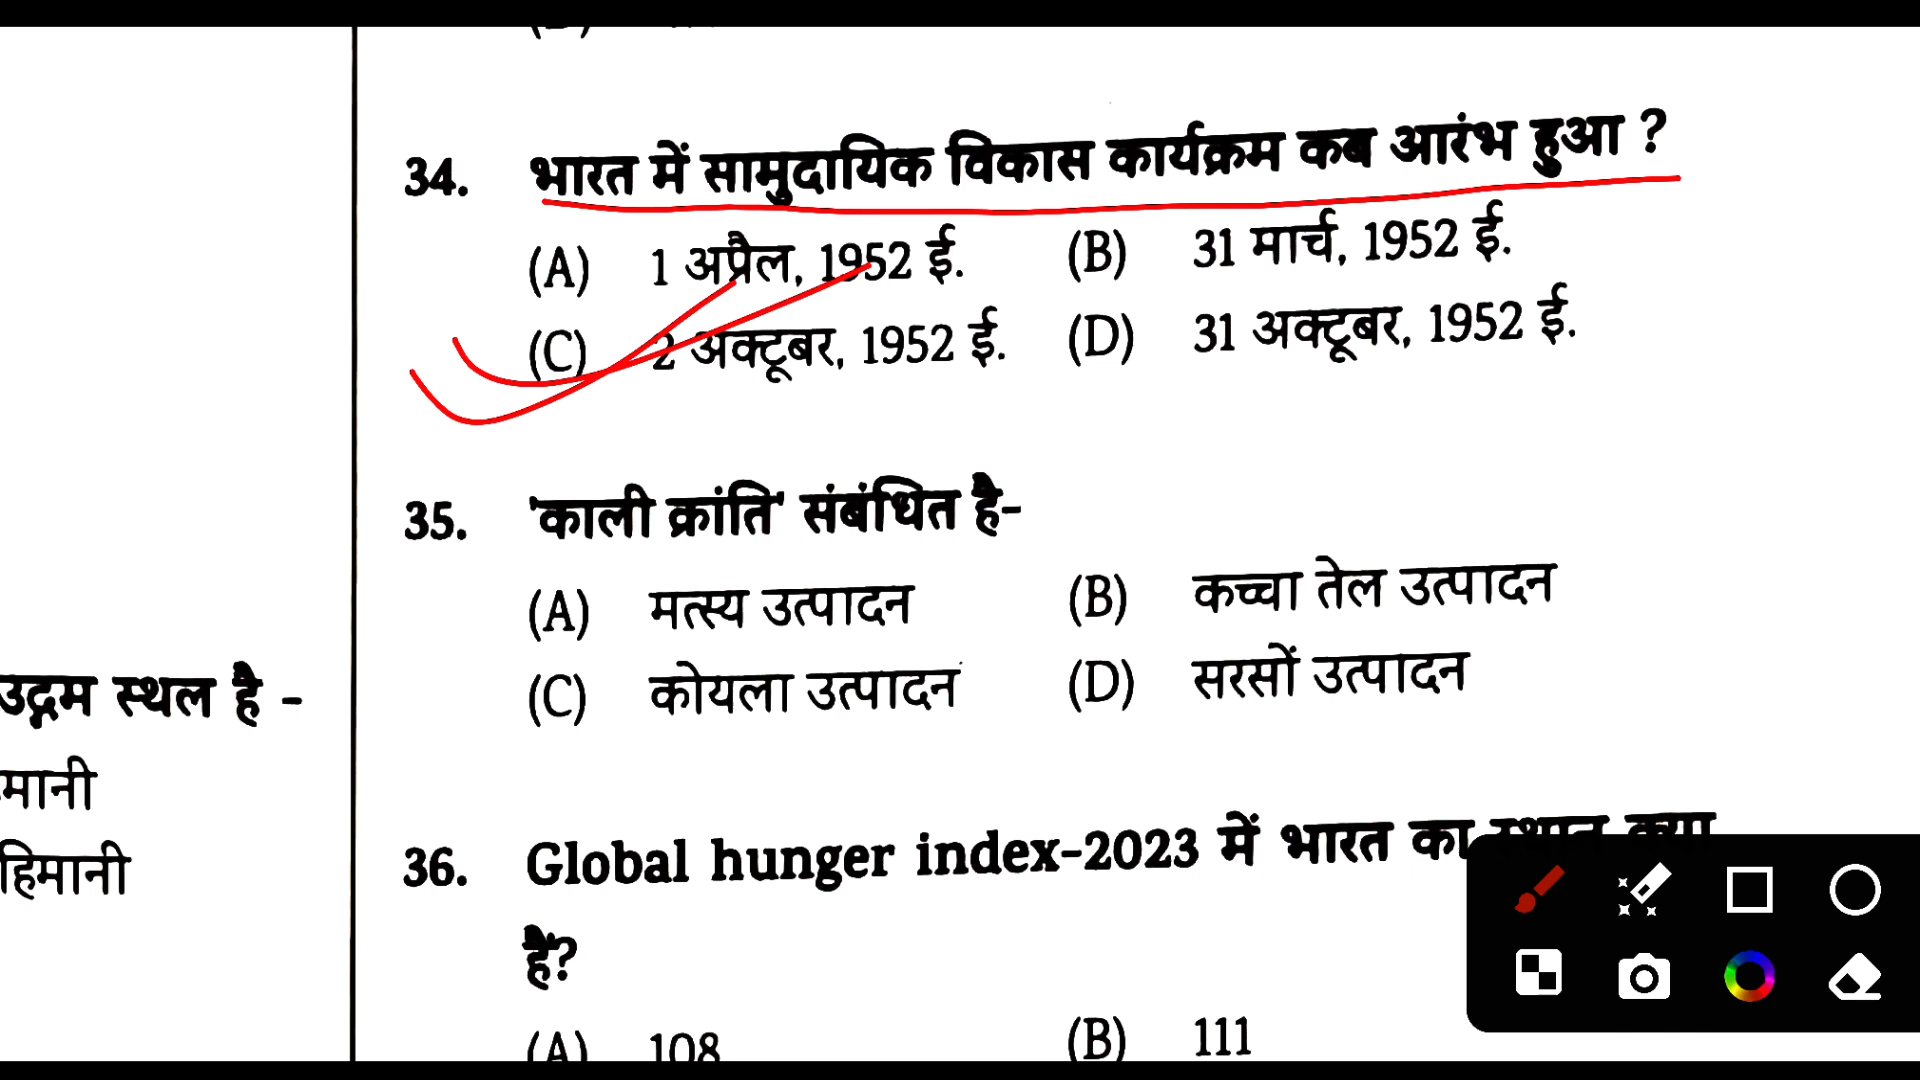 34. भारत में सामुदायिक विकास कार्यक्रम कब आरंभ हुआ ?
(A) 1 अप्रैल, 1952 ई. (B) 31 मार्च, 1952 ई.
(C) 2 अक्टूबर, 1952 ई. (D) 31 अक्टूबर, 1952 ई.
35. 'काली क्रांति' संबंधित है-
(A) मत्स्य उत्पादन (B) कच्चा तेल उत्पादन
(C) कोयला उत्पादन (D) सरसों उत्पादन
उद्गम स्थल है -
मानी
हिमानी
36. Global hunger index-2023 में भारत का स्थान क्या
है?
(A) 108 (B) 111